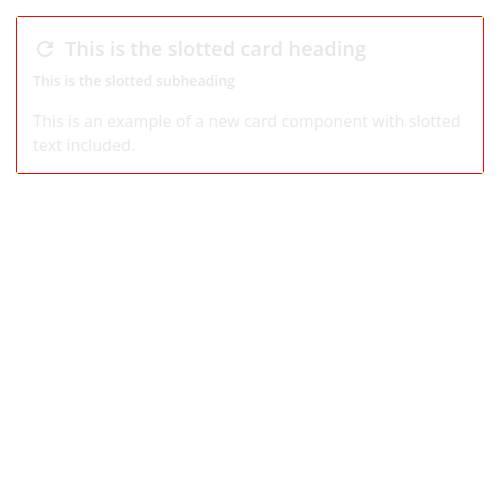 This is the slotted card heading
This is the slotted subheading
This is an example of a new card component with slotted
text included.